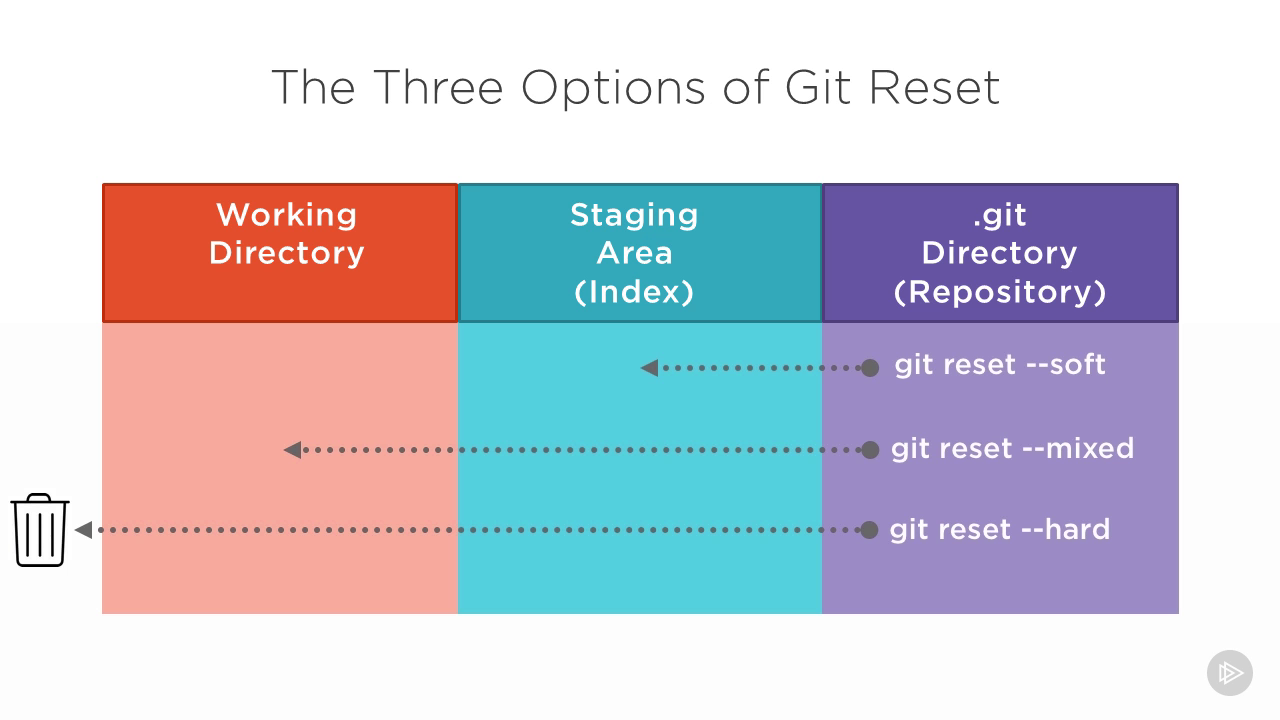 The Three Options of Git Reset
Working
Directory
Staging
Area
(Index)
.git
Directory
(Repository)
git reset --soft
git reset --mixed
git reset --hard